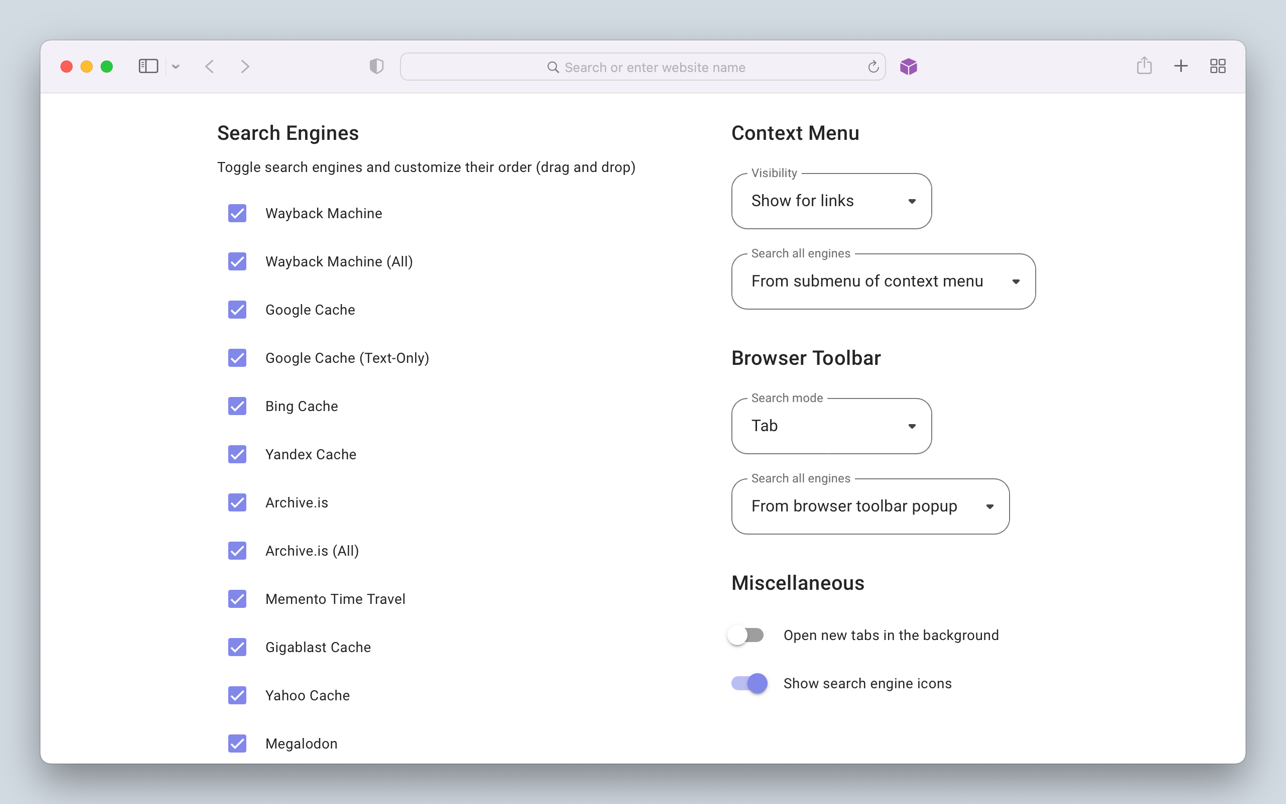 Search or enter website name
Search Engines
Toggle search engines and customize their order (drag and drop)
Wayback Machine
Wayback Machine (All)
Google Cache
Google Cache (Text-Only)
Bing Cache
Yandex Cache
Archive.is
Archive.is (All)
Memento Time Travel
Gigablast Cache
Yahoo Cache
Megalodon
Context Menu
Visibility
Show for links
Search all engines
From submenu of context menu
Browser Toolbar
Search mode
Tab
Search all engines
From browser toolbar popup
Miscellaneous
Open new tabs in the background
Show search engine icons